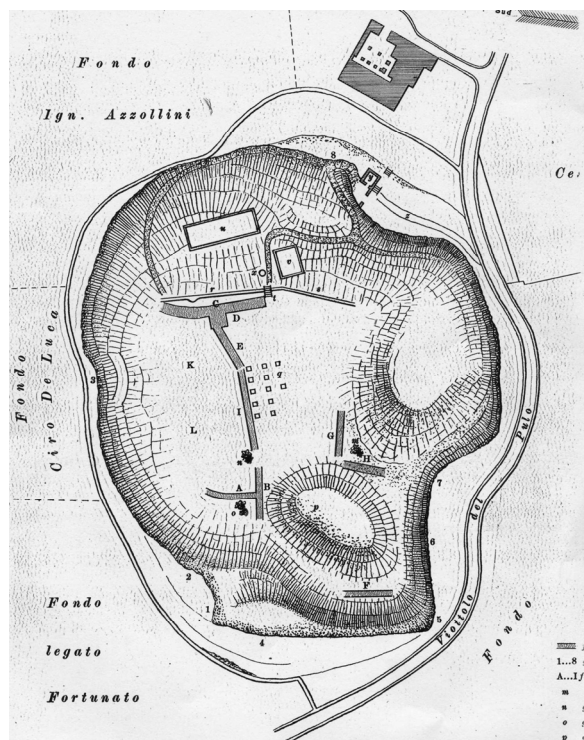 Fondo
Ign. Azzollini
Ce
Fondo
Ciro De Luca
8
u
v
z
r
s
t
C
D
E
K
q
3
I
L
G
m
H
n
A
B
7
o
p
6
2
F
1
5
4
Viottolo del Pulo
Fondo
Fondo
legato
Fortunato
1...8
A...I f
m
n
o
p